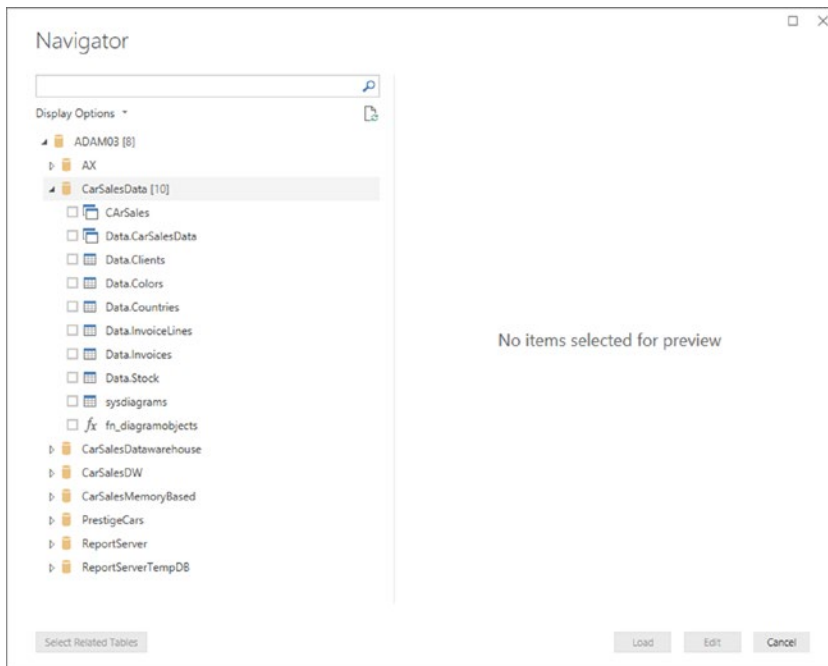 Navigator
Display Options
ADAM03 [8]
AX
CarSalesData [10]
CArSales
Data.CarSalesData
Data.Clients
Data.Colors
Data.Countries
Data.InvoiceLines
Data.Invoices
Data.Stock
sysdiagrams
fx fn_diagramobjects
CarSalesDatawarehouse
CarSalesDW
CarSalesMemoryBased
PrestigeCars
ReportServer
ReportServerTempDB
No items selected for preview
Select Related Tables
Load Edit Cancel